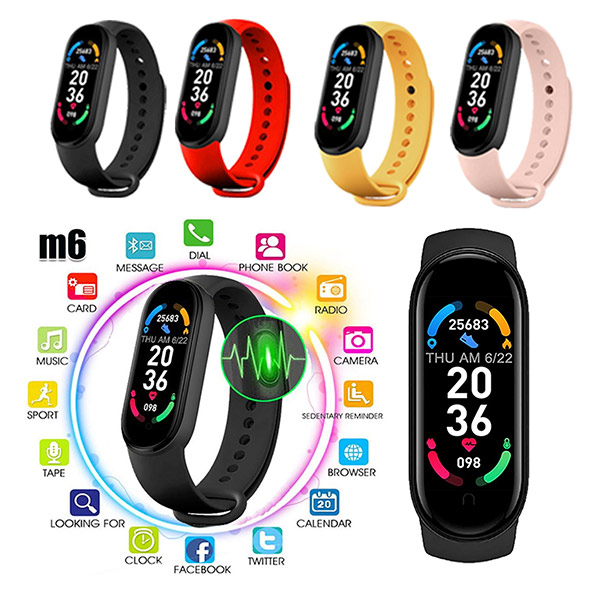 25683
THU AM 6/22
20
36
098
25683
THU AM 6/22
20
36
098
25683
THU AM 6/22
20
36
098
25683
THU AM 6/22
20
36
098
m6
MESSAGE
DIAL
PHONE BOOK
CARD
RADIO
MUSIC
CAMERA
SPORT
SEDENTARY REMINDER
TAPE
BROWSER
LOOKING FOR
20
CALENDAR
CLOCK
f
FACEBOOK
TWITTER
25683
THU AM 6/22
20
36
098
25683
THU AM 6/22
20
36
098